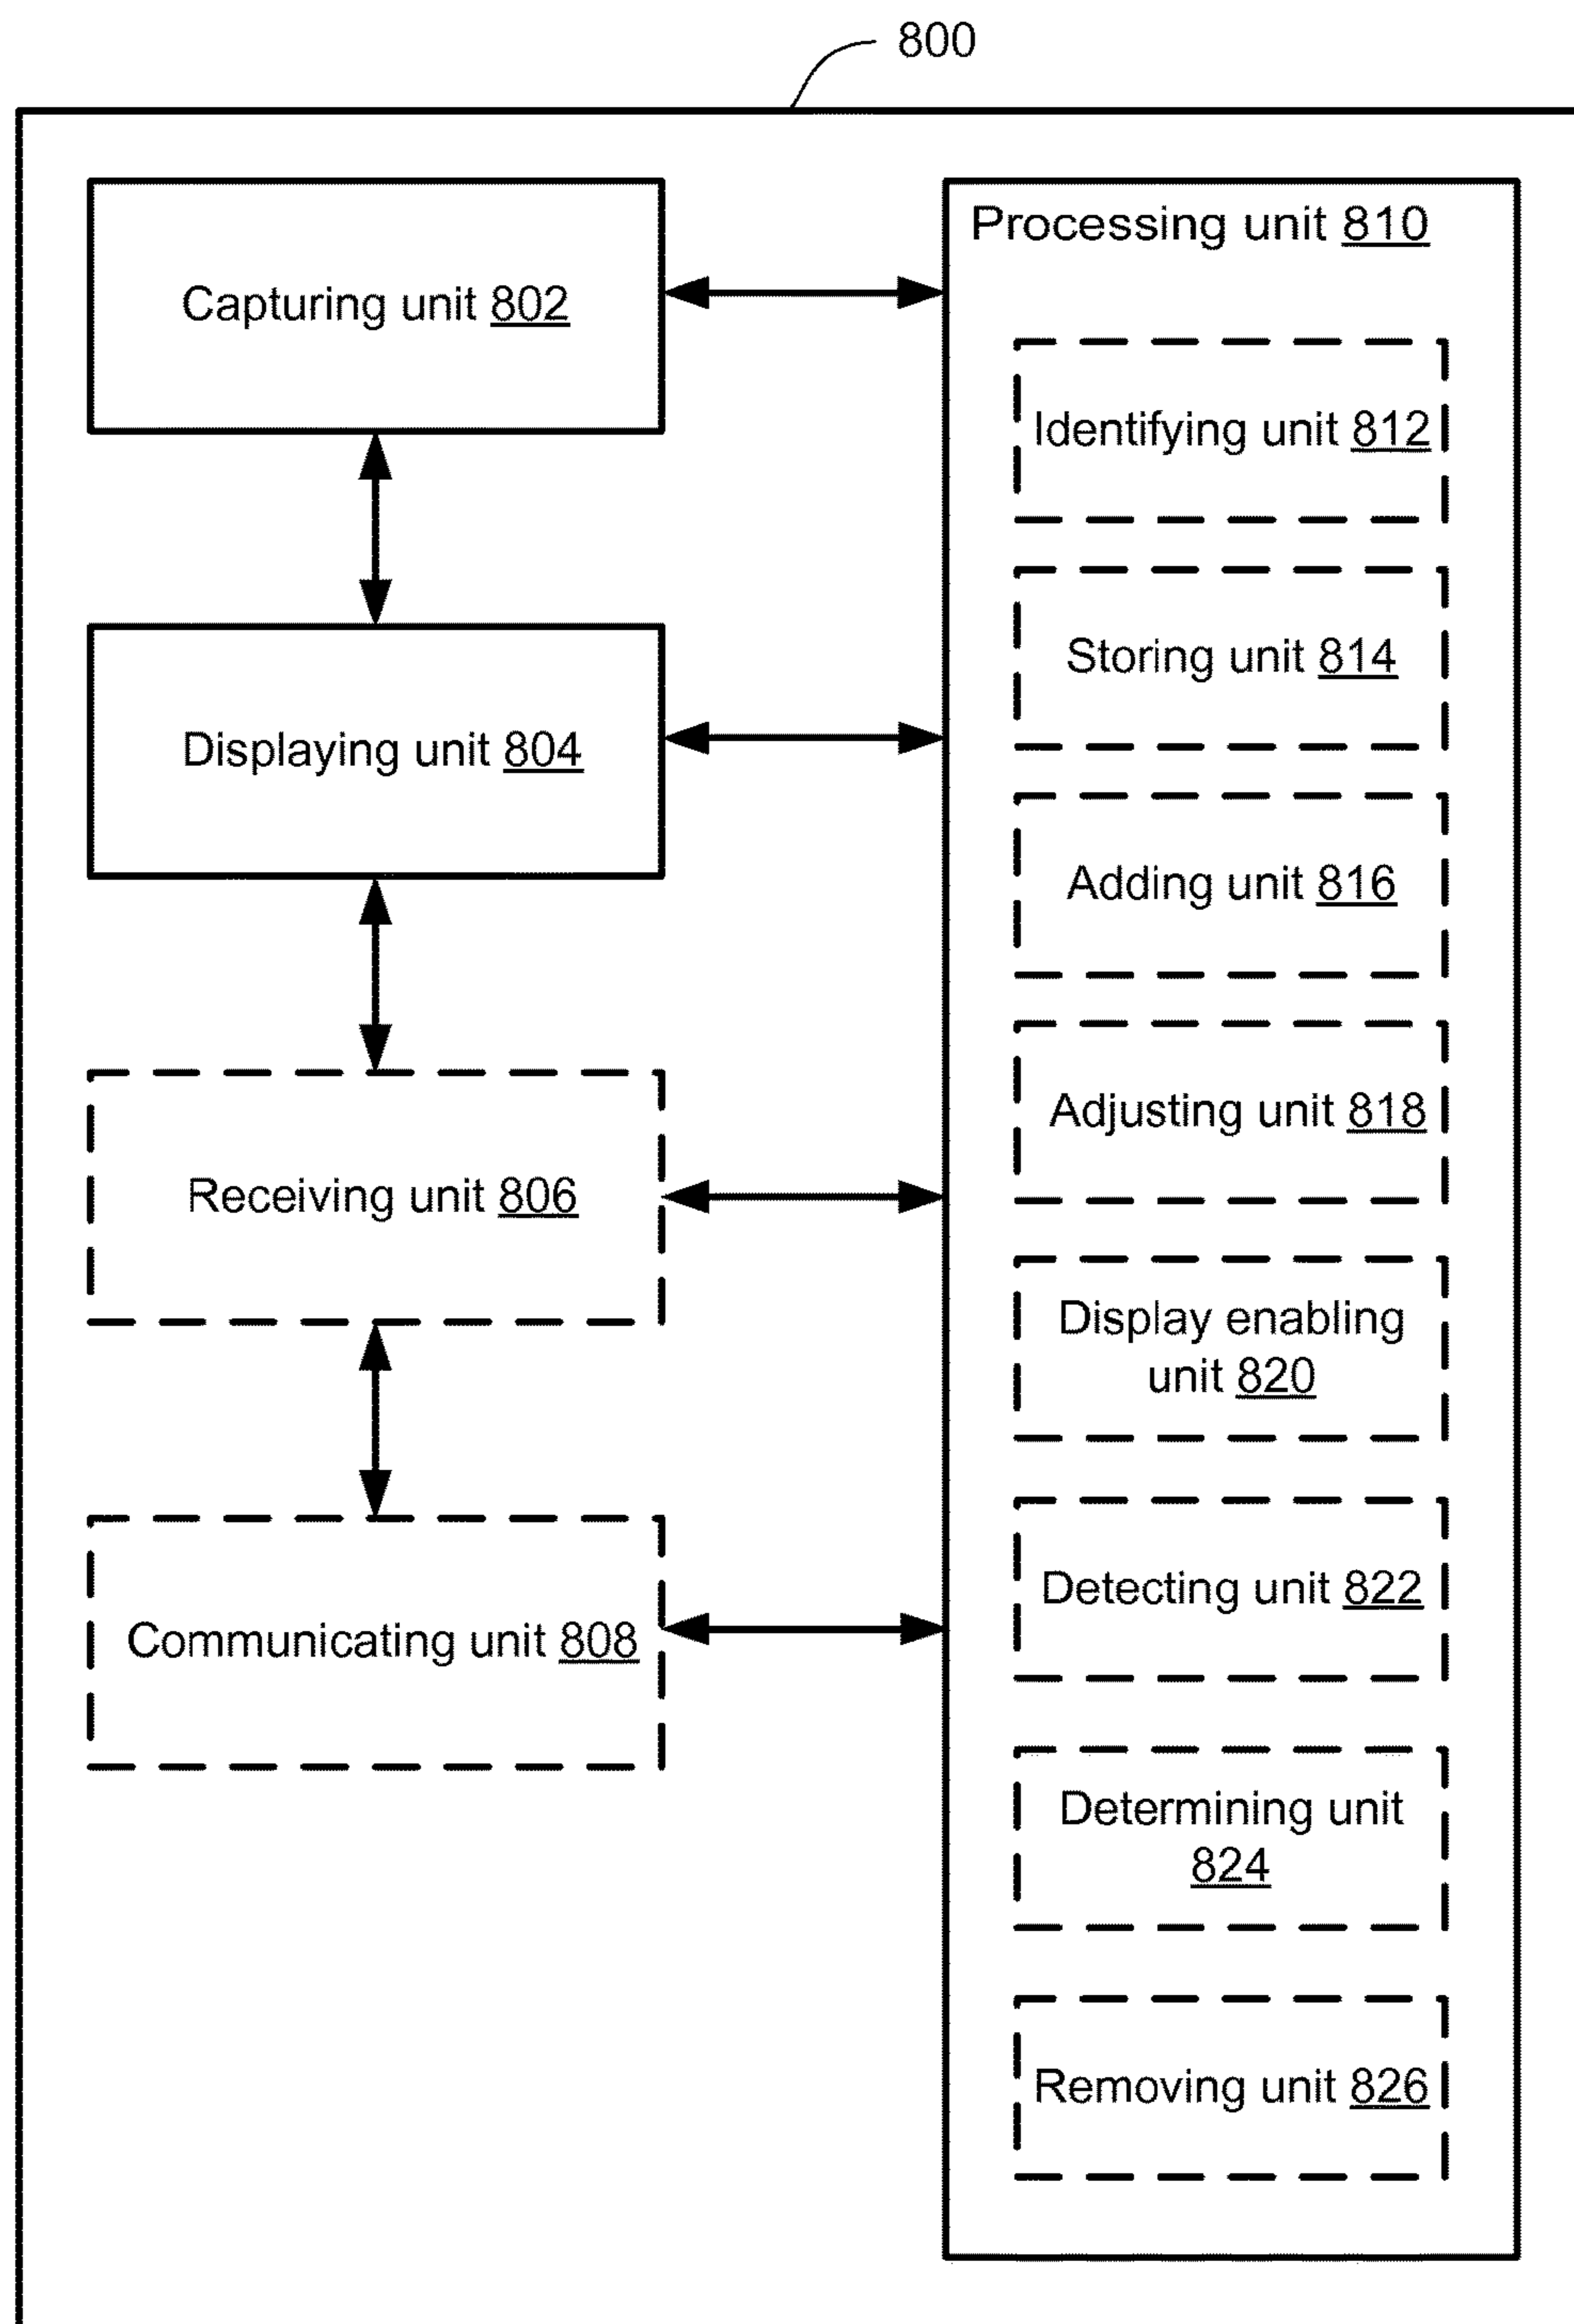 800
Capturing unit 802
Displaying unit 804
Receiving unit 806
Communicating unit 808
Processing unit 810
Identifying unit 812
Storing unit 814
Adding unit 816
Adjusting unit 818
Display enabling
unit 820
Detecting unit 822
Determining unit
824
Removing unit 826